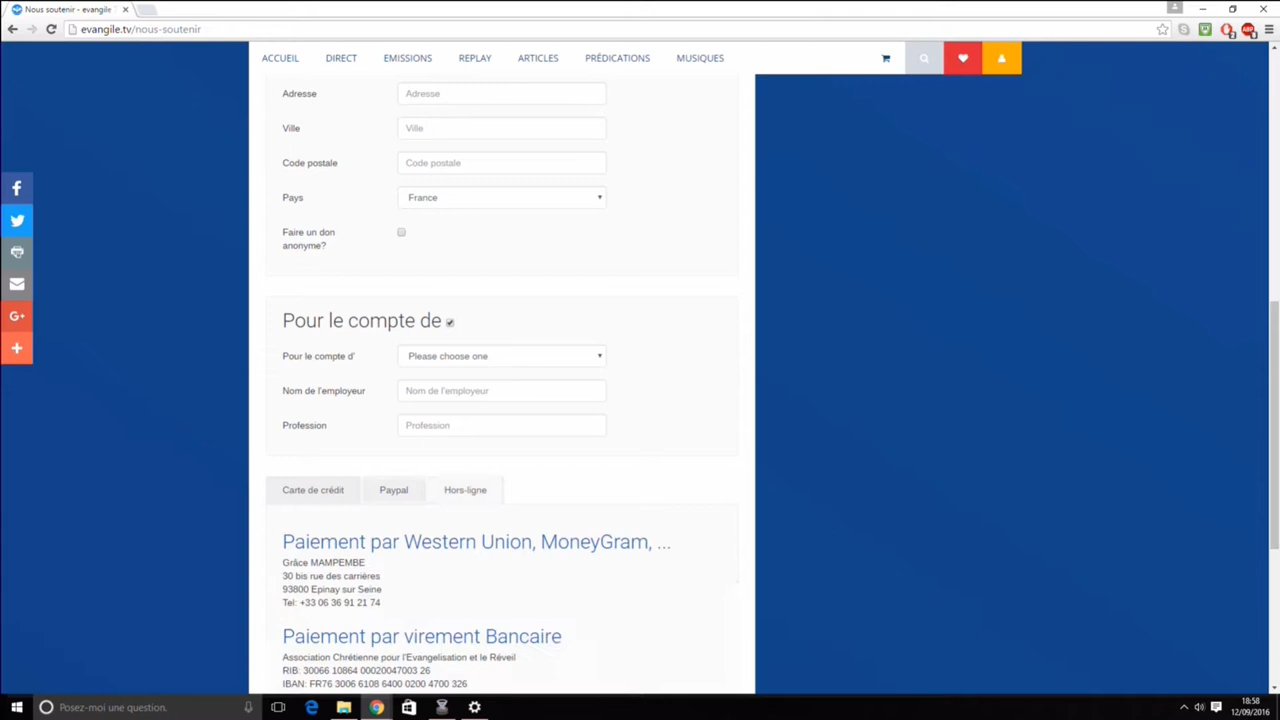 Nous soutenir - evangile
evangile.tv/nous-soutenir
ACCUEIL DIRECT EMISSIONS REPLAY ARTICLES PRÉDICATIONS MUSIQUES
Adresse Adresse
Ville Ville
Code postale Code postale
Pays France
Faire un don
anonyme?
Pour le compte de
Pour le compte d' Please choose one
Nom de l'employeur Nom de l'employeur
Profession Profession
Carte de crédit Paypal Hors-ligne
Paiement par Western Union, MoneyGram, ...
Grâce MAMPEMBE
30 bis rue des carrières
93800 Epinay sur Seine
Tel: +33 06 36 91 21 74
Paiement par virement Bancaire
Association Chrétienne pour l'Evangelisation et le Réveil
RIB: 30066 10864 00020047003 26
IBAN: FR76 3006 6108 6400 0200 4700 326
Posez-moi une question.
18:58
12/09/2016